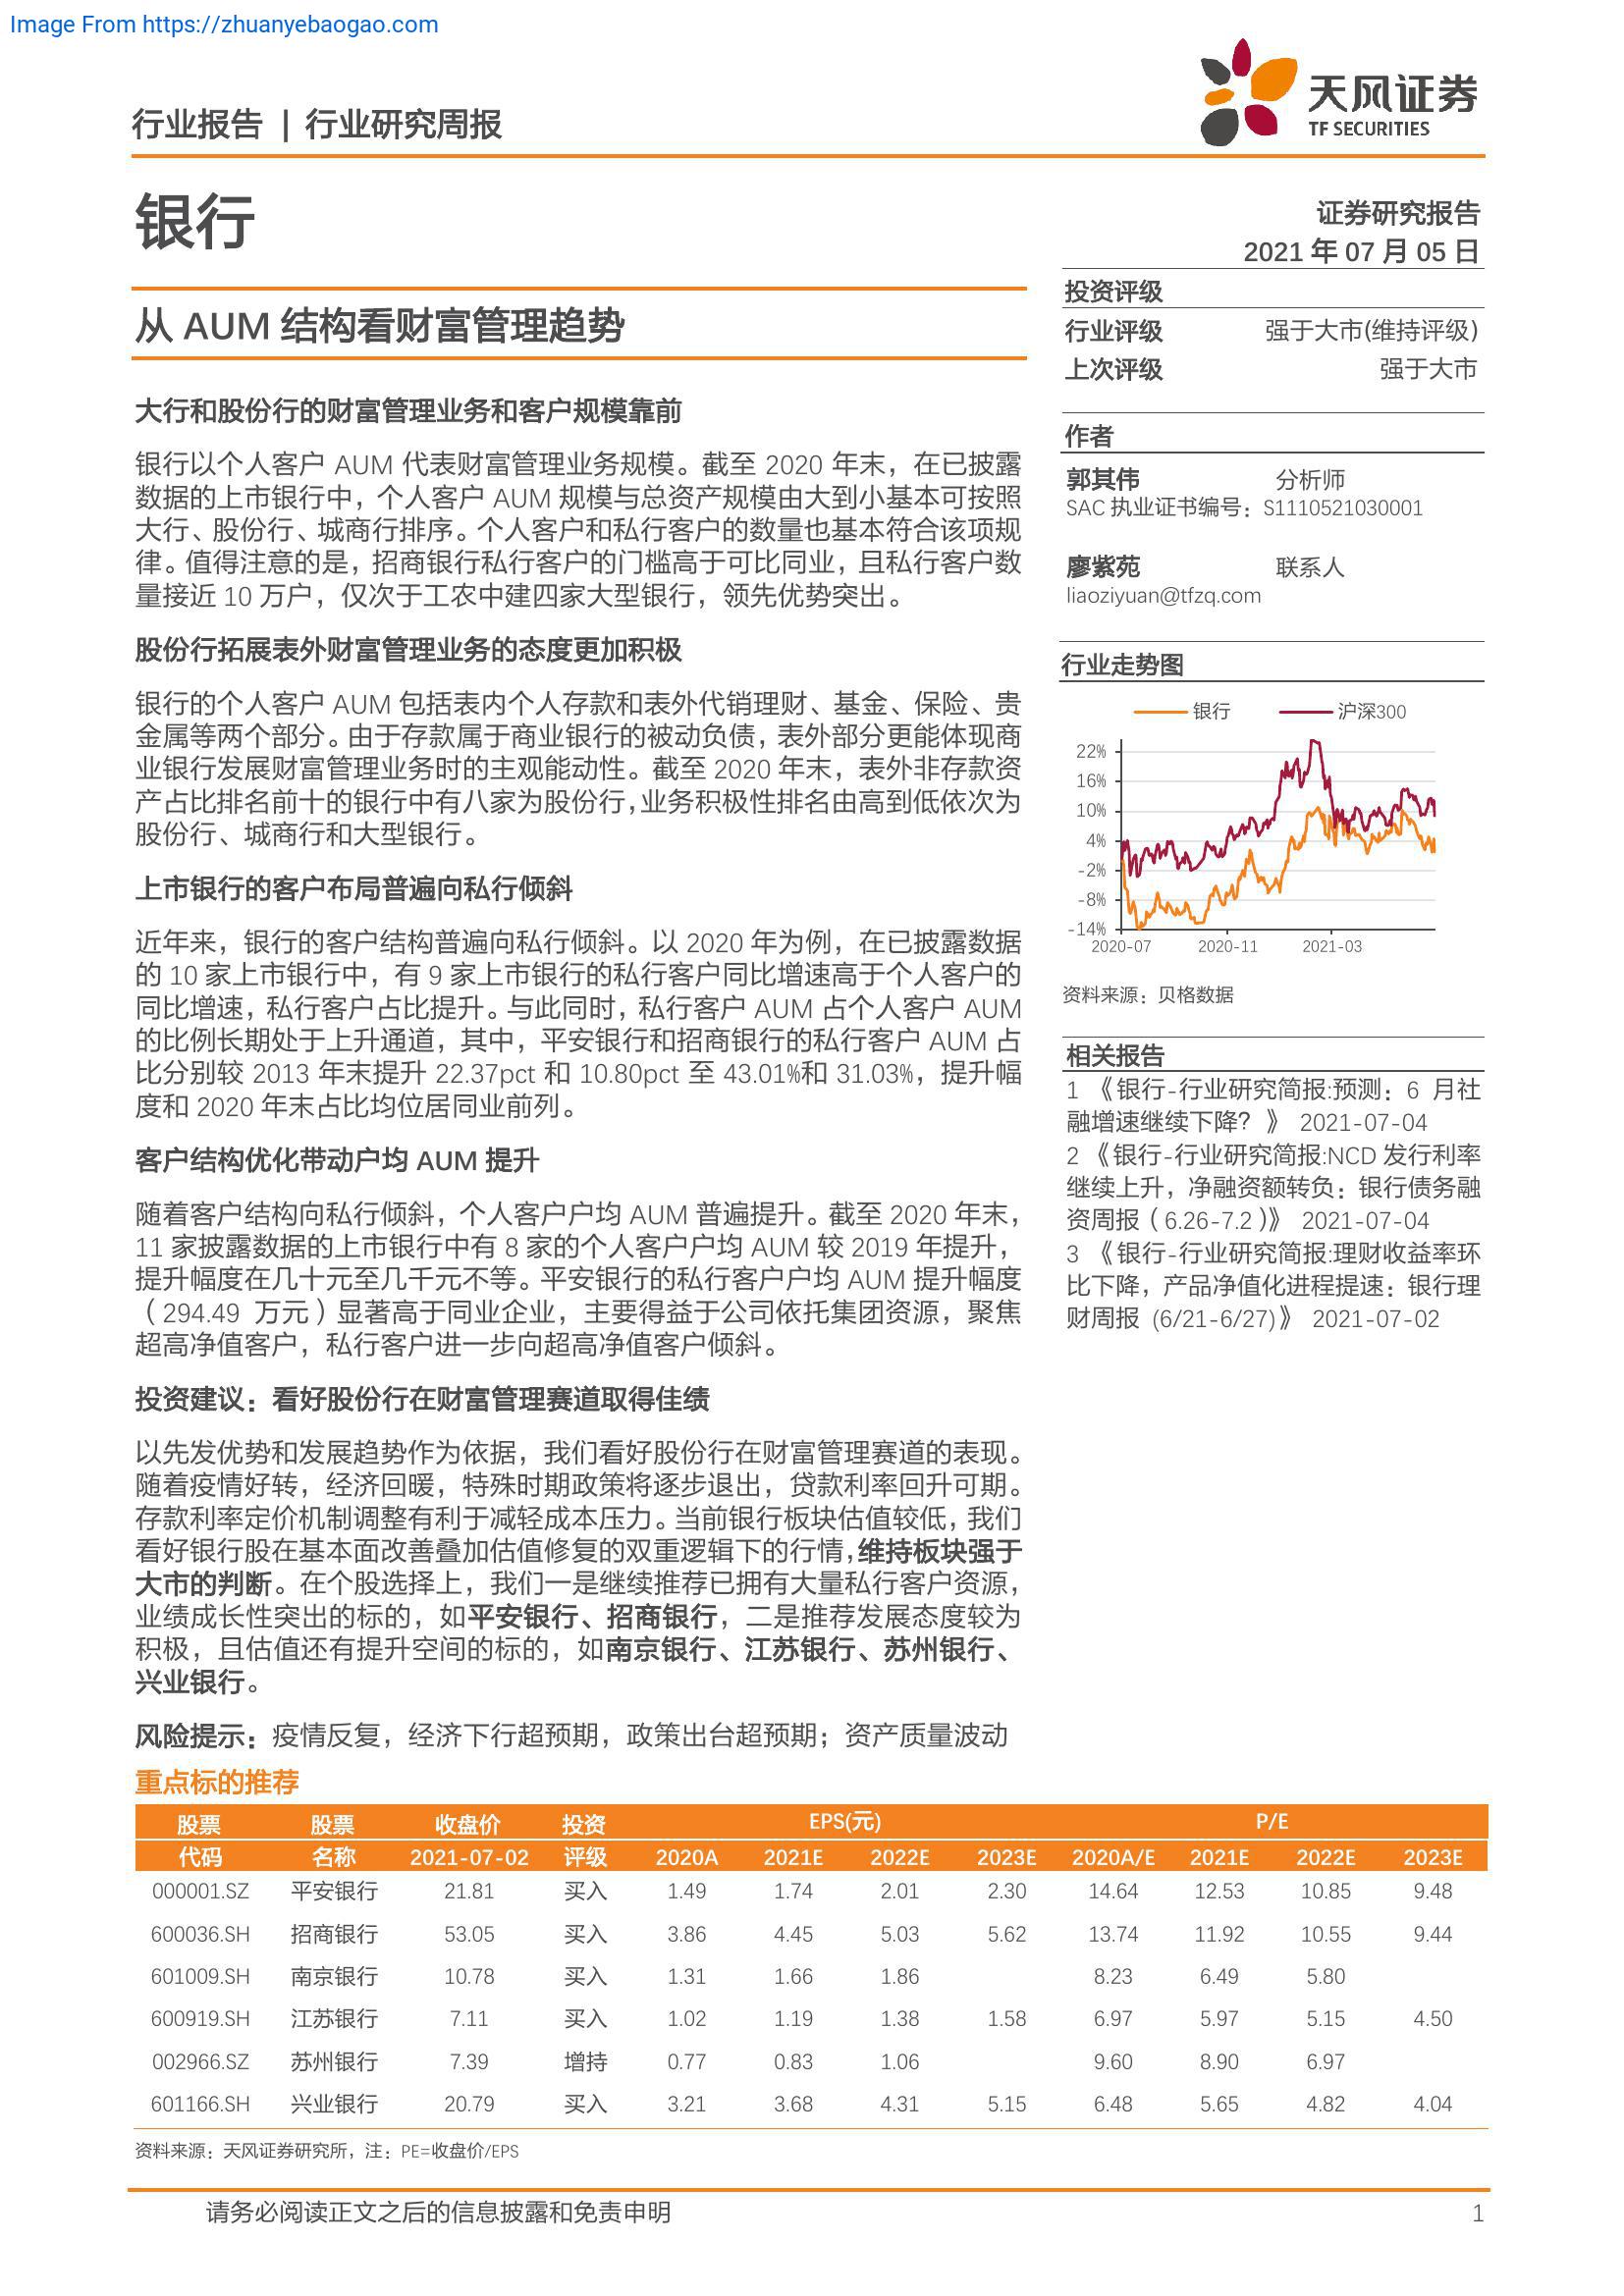 Image From https://zhuanyebaogao.com
行业报告 | 行业研究周报
天风证券
TF SECURITIES
银行
证券研究报告
2021 年 07 月 05 日
从 AUM 结构看财富管理趋势
大行和股份行的财富管理业务和客户规模靠前
银行以个人客户 AUM 代表财富管理业务规模。截至 2020 年末，在已披露
数据的上市银行中，个人客户 AUM 规模与总资产规模由大到小基本可按照
大行、股份行、城商行排序。个人客户和私行客户的数量也基本符合该项规
律。值得注意的是，招商银行私行客户的门槛高于可比同业，且私行客户数
量接近 10 万户，仅次于工农中建四家大型银行，领先优势突出。
股份行拓展表外财富管理业务的态度更加积极
银行的个人客户 AUM 包括表内个人存款和表外代销理财、基金、保险、贵
金属等两个部分。由于存款属于商业银行的被动负债，表外部分更能体现商
业银行发展财富管理业务时的主观能动性。截至 2020 年末，表外非存款资
产占比排名前十的银行中有八家为股份行，业务积极性排名由高到低依次为
股份行、城商行和大型银行。
上市银行的客户布局普遍向私行倾斜
近年来，银行的客户结构普遍向私行倾斜。以 2020 年为例，在已披露数据
的 10 家上市银行中，有 9 家上市银行的私行客户同比增速高于个人客户的
同比增速，私行客户占比提升。与此同时，私行客户 AUM 占个人客户 AUM
的比例长期处于上升通道，其中，平安银行和招商银行的私行客户 AUM 占
比分别较 2013 年末提升 22.37pct 和 10.80pct 至 43.01%和 31.03%，提升幅
度和 2020 年末占比均位居同业前列。
客户结构优化带动户均 AUM 提升
随着客户结构向私行倾斜，个人客户户均 AUM 普遍提升。截至 2020 年末，
11 家披露数据的上市银行中有 8 家的个人客户户均 AUM 较 2019 年提升，
提升幅度在几十元至几千元不等。平安银行的私行客户户均 AUM 提升幅度
（294.49 万元）显著高于同业企业，主要得益于公司依托集团资源，聚焦
超高净值客户，私行客户进一步向超高净值客户倾斜。
投资建议：看好股份行在财富管理赛道取得佳绩
以先发优势和发展趋势作为依据，我们看好股份行在财富管理赛道的表现。
随着疫情好转，经济回暖，特殊时期政策将逐步退出，贷款利率回升可期。
存款利率定价机制调整有利于减轻成本压力。当前银行板块估值较低，我们
看好银行股在基本面改善叠加估值修复的双重逻辑下的行情，维持板块强于
大市的判断。在个股选择上，我们一是继续推荐已拥有大量私行客户资源，
业绩成长性突出的标的，如平安银行、招商银行，二是推荐发展态度较为
积极，且估值还有提升空间的标的，如南京银行、江苏银行、苏州银行、
兴业银行。
风险提示：疫情反复，经济下行超预期，政策出台超预期；资产质量波动
投资评级
行业评级 强于大市(维持评级)
上次评级 强于大市
作者
郭其伟 分析师
SAC 执业证书编号：S1110521030001
廖紫苑 联系人
liaoziyuan@tfzq.com
行业走势图
银行 沪深300
22%
16%
10%
4%
-2%
-8%
-14%
2020-07 2020-11 2021-03
资料来源：贝格数据
相关报告
1 《银行-行业研究简报:预测：6 月社
融增速继续下降？》 2021-07-04
2 《银行-行业研究简报:NCD 发行利率
继续上升，净融资额转负：银行债务融
资周报（6.26-7.2）》 2021-07-04
3 《银行-行业研究简报:理财收益率环
比下降，产品净值化进程提速：银行理
财周报 (6/21-6/27)》 2021-07-02
重点标的推荐
股票 股票 收盘价 投资 EPS(元) P/E
代码 名称 2021-07-02 评级 2020A 2021E 2022E 2023E 2020A/E 2021E 2022E 2023E
000001.SZ 平安银行 21.81 买入 1.49 1.74 2.01 2.30 14.64 12.53 10.85 9.48
600036.SH 招商银行 53.05 买入 3.86 4.45 5.03 5.62 13.74 11.92 10.55 9.44
601009.SH 南京银行 10.78 买入 1.31 1.66 1.86 8.23 6.49 5.80
600919.SH 江苏银行 7.11 买入 1.02 1.19 1.38 1.58 6.97 5.97 5.15 4.50
002966.SZ 苏州银行 7.39 增持 0.77 0.83 1.06 9.60 8.90 6.97
601166.SH 兴业银行 20.79 买入 3.21 3.68 4.31 5.15 6.48 5.65 4.82 4.04
资料来源：天风证券研究所，注：PE=收盘价/EPS
请务必阅读正文之后的信息披露和免责申明 1